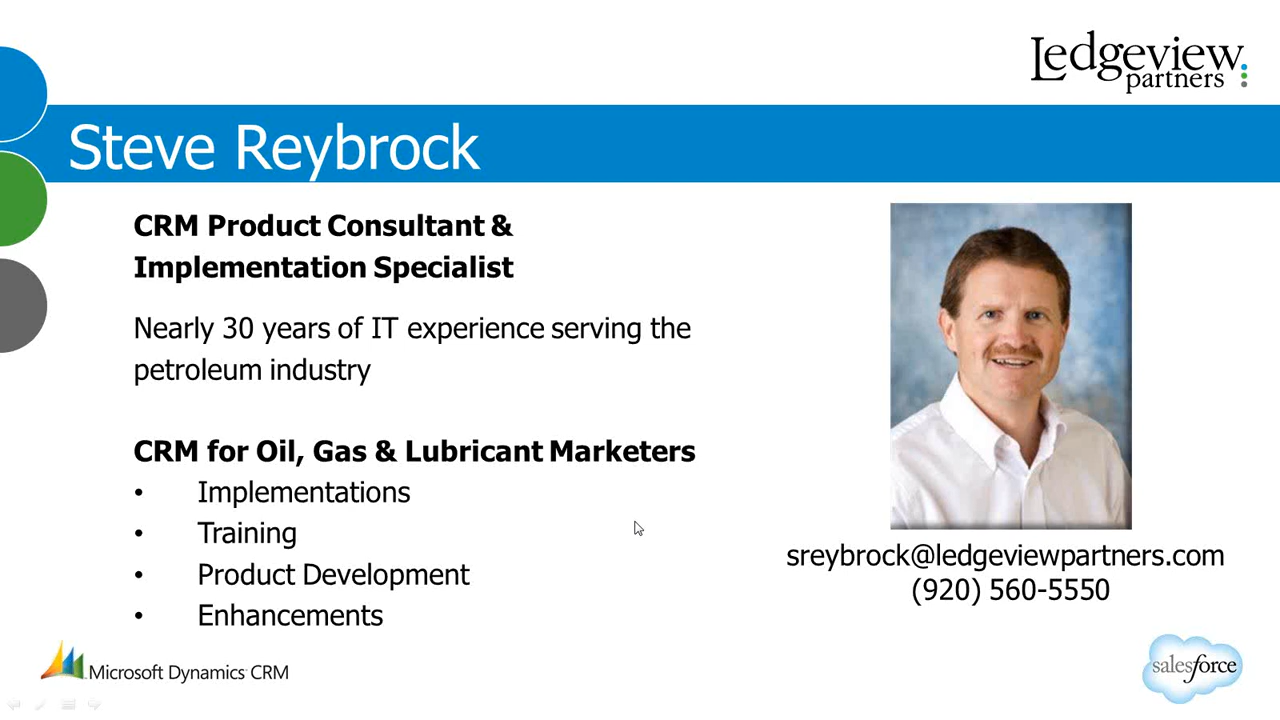 Ledgeview
partners
Steve Reybrock
CRM Product Consultant &
Implementation Specialist
Nearly 30 years of IT experience serving the
petroleum industry
CRM for Oil, Gas & Lubricant Marketers
• Implementations
• Training
• Product Development
• Enhancements
sreybrock@ledgeviewpartners.com
(920) 560-5550
Microsoft Dynamics CRM
salesforce